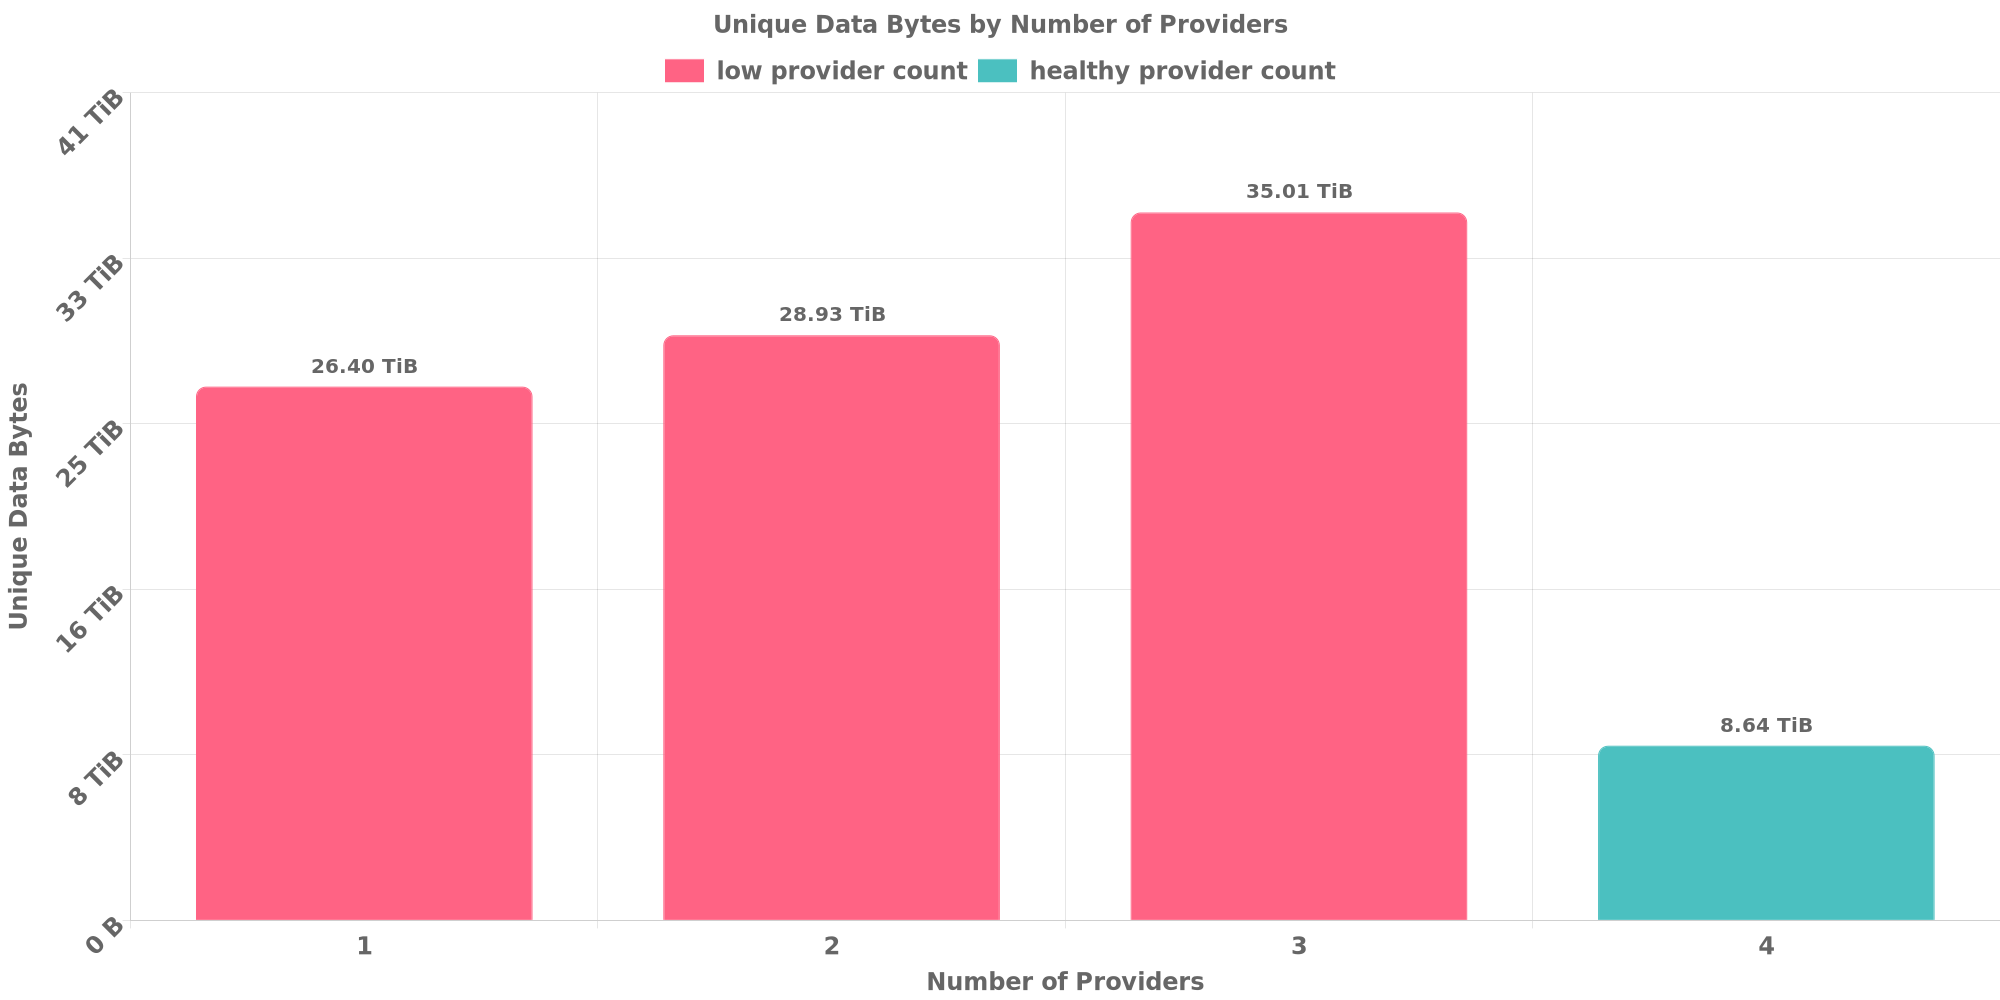 Unique Data Bytes by Number of Providers
low provider count healthy provider count
41 TiB
33 TiB
25 TiB
16 TiB
8 TiB
0 B
Unique Data Bytes
26.40 TiB
28.93 TiB
35.01 TiB
8.64 TiB
1 2 3 4
Number of Providers